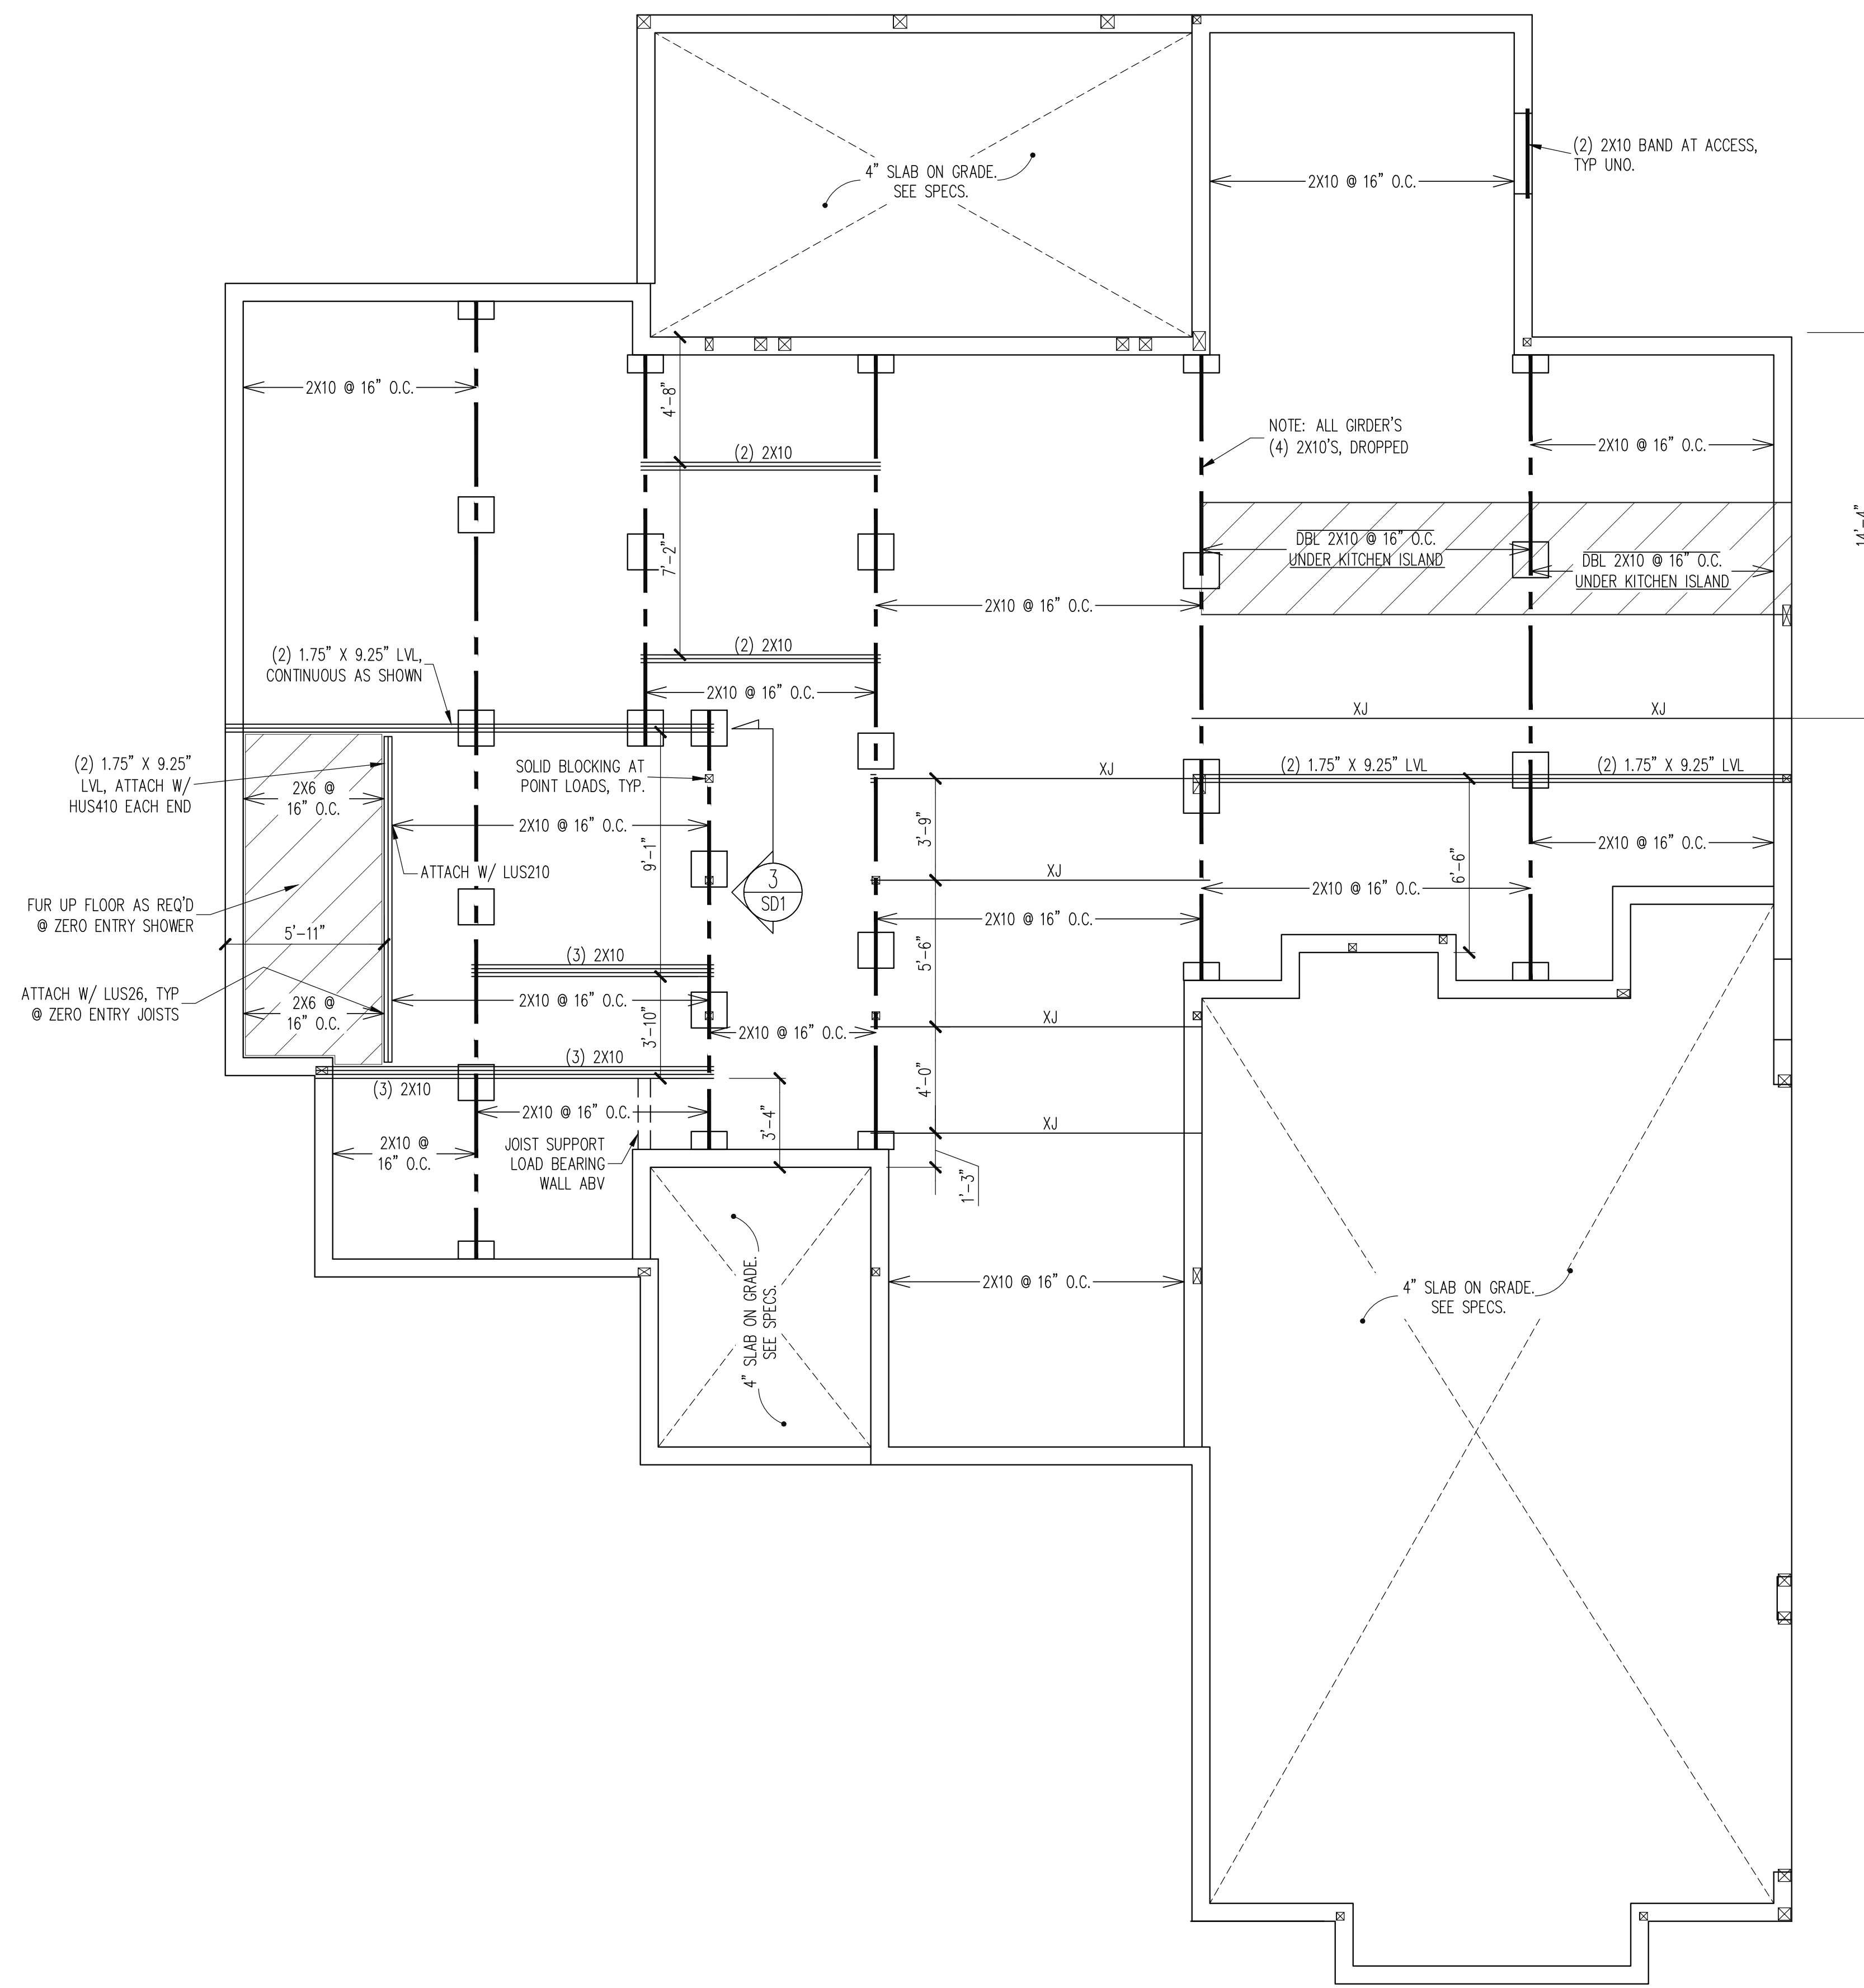 4" SLAB ON GRADE.
SEE SPECS.
2X10 @ 16" O.C.
(2) 2X10 BAND AT ACCESS,
TYP UNO.
2X10 @ 16" O.C.
4'-8"
(2) 2X10
NOTE: ALL GIRDER'S
(4) 2X10'S, DROPPED
2X10 @ 16" O.C.
14'-4"
7'-2"
DBL 2X10 @ 16" O.C.
UNDER KITCHEN ISLAND
DBL 2X10 @ 16" O.C.
UNDER KITCHEN ISLAND
2X10 @ 16" O.C.
(2) 2X10
(2) 1.75" X 9.25" LVL,
CONTINUOUS AS SHOWN
2X10 @ 16" O.C.
XJ
XJ
(2) 1.75" X 9.25"
LVL, ATTACH W/
HUS410 EACH END
2X6 @
16" O.C.
SOLID BLOCKING AT
POINT LOADS, TYP.
XJ
(2) 1.75" X 9.25" LVL
(2) 1.75" X 9.25" LVL
2X10 @ 16" O.C.
9'-1"
3'-9"
2X10 @ 16" O.C.
ATTACH W/ LUS210
3
SD1
XJ
6'-6"
2X10 @ 16" O.C.
FUR UP FLOOR AS REQ'D
@ ZERO ENTRY SHOWER
5'-11"
2X10 @ 16" O.C.
5'-6"
(3) 2X10
ATTACH W/ LUS26, TYP
@ ZERO ENTRY JOISTS
2X6 @
16" O.C.
2X10 @ 16" O.C.
3'-10"
2X10 @ 16" O.C.
XJ
(3) 2X10
(3) 2X10
4'-0"
2X10 @ 16" O.C.
3'-4"
XJ
2X10 @
16" O.C.
JOIST SUPPORT
LOAD BEARING
WALL ABV
1'-3"
4" SLAB ON GRADE.
SEE SPECS.
2X10 @ 16" O.C.
4" SLAB ON GRADE.
SEE SPECS.